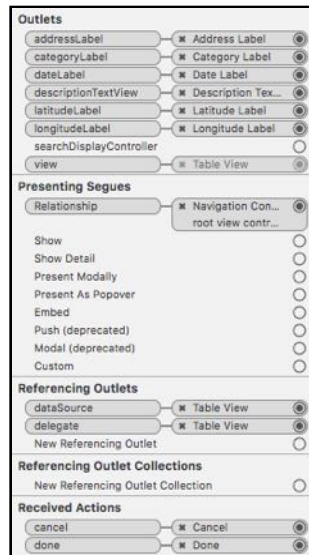 Outlets
addressLabel ✖ Address Label
categoryLabel ✖ Category Label
dateLabel ✖ Date Label
descriptionTextView ✖ Description Tex...
latitudeLabel ✖ Latitude Label
longitudeLabel ✖ Longitude Label
searchDisplayController
view ✖ Table View
Presenting Segues
Relationship ✖ Navigation Con...
root view contr...
Show
Show Detail
Present Modally
Present As Popover
Embed
Push (deprecated)
Modal (deprecated)
Custom
Referencing Outlets
dataSource ✖ Table View
delegate ✖ Table View
New Referencing Outlet
Referencing Outlet Collections
New Referencing Outlet Collection
Received Actions
cancel ✖ Cancel
done ✖ Done